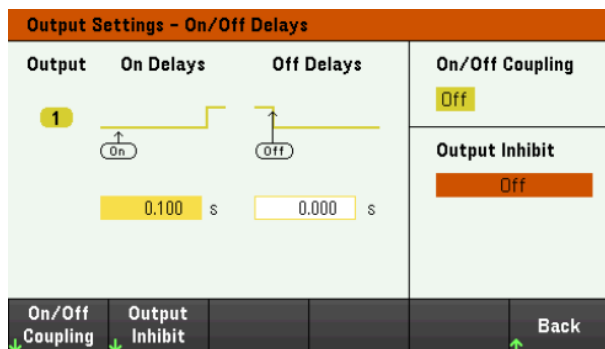 Output Settings - On/Off Delays
Output On Delays Off Delays
1
On
Off
0.100 s 0.000 s
On/Off Coupling
Off
Output Inhibit
Off
On/Off Coupling
Output Inhibit
Back